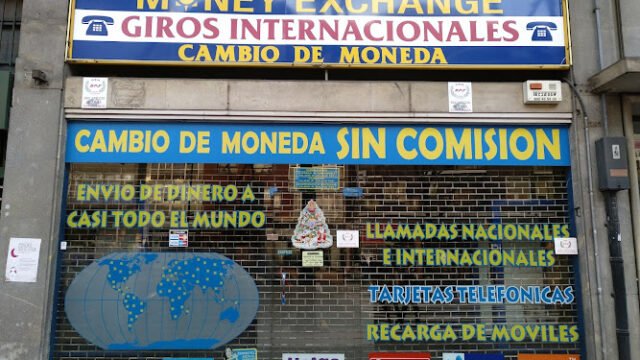 MONEY EXCHANGE
GIROS INTERNACIONALES
CAMBIO DE MONEDA
CAMBIO DE MONEDA SIN COMISION
ENVIO DE DINERO A
CASI TODO EL MUNDO
LLAMADAS NACIONALES
E INTERNACIONALES
TARJETAS TELEFONICAS
RECARGA DE MOVILES
4